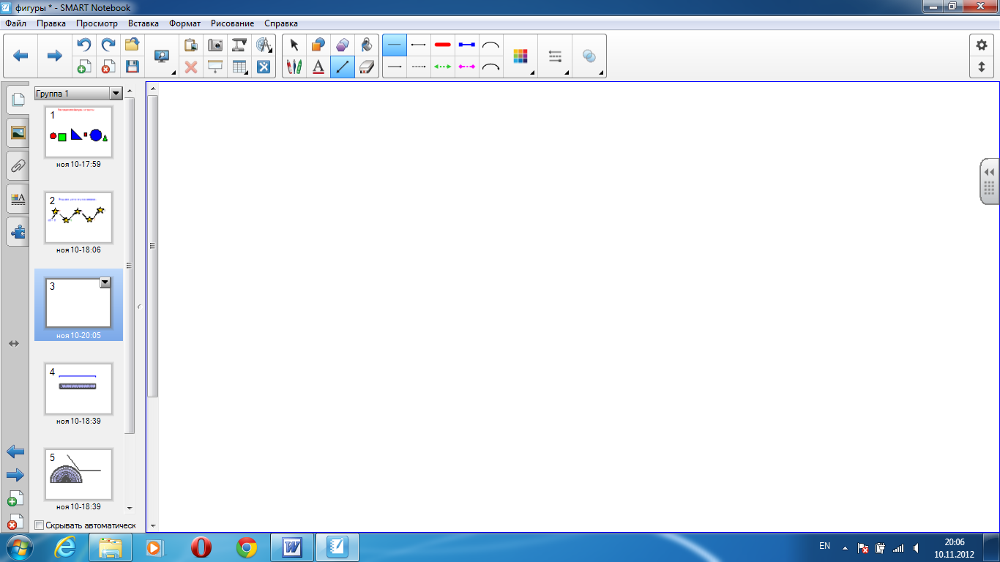 фигуры * - SMART Notebook
Файл Правка Просмотр Вставка Формат Рисование Справка
Группа 1
1
ноя 10-17:59
2
ноя 10-18:06
3
ноя 10-20:05
4
ноя 10-18:39
5
ноя 10-18:39
Скрывать автоматическ
EN
20:06
10.11.2012